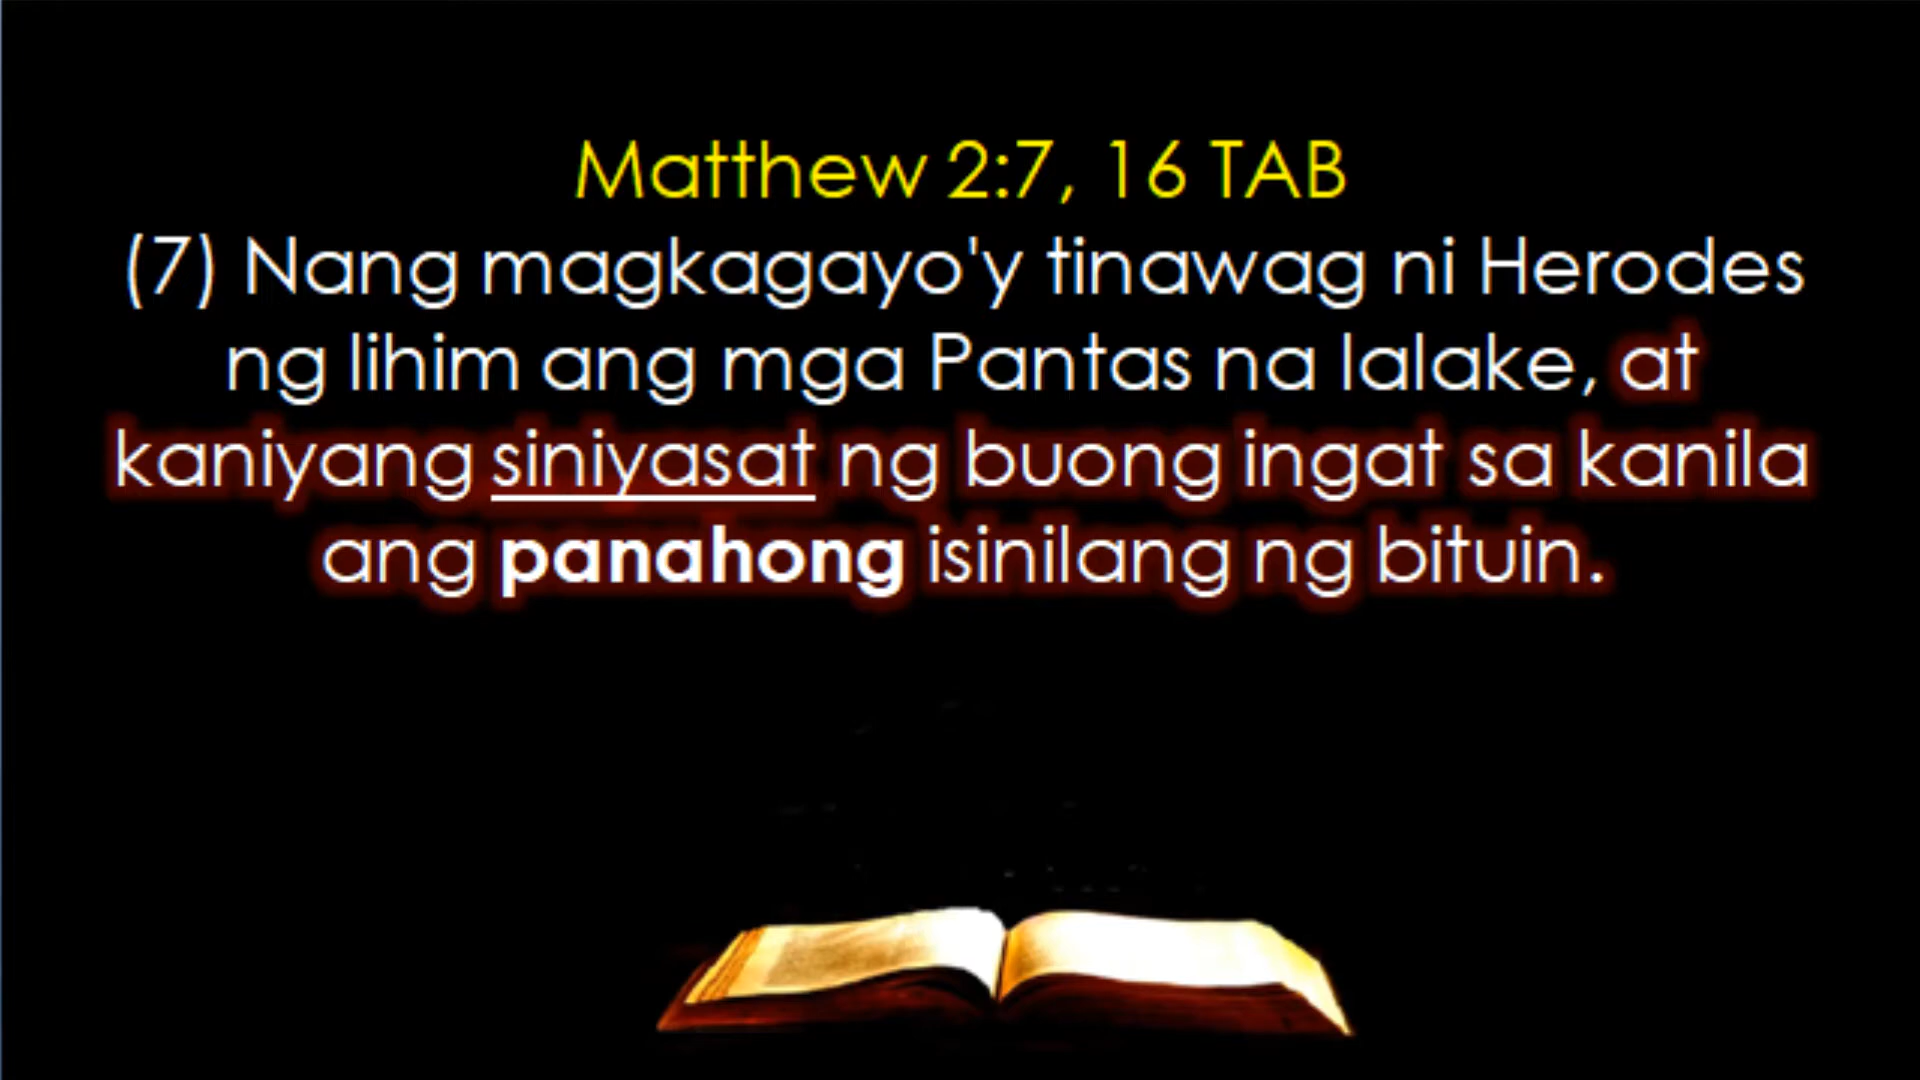 Matthew 2:7, 16 TAB
(7) Nang magkagayo'y tinawag ni Herodes
ng lihim ang mga Pantas na lalake, at
kaniyang siniyasat ng buong ingat sa kanila
ang panahong isinilang ng bituin.